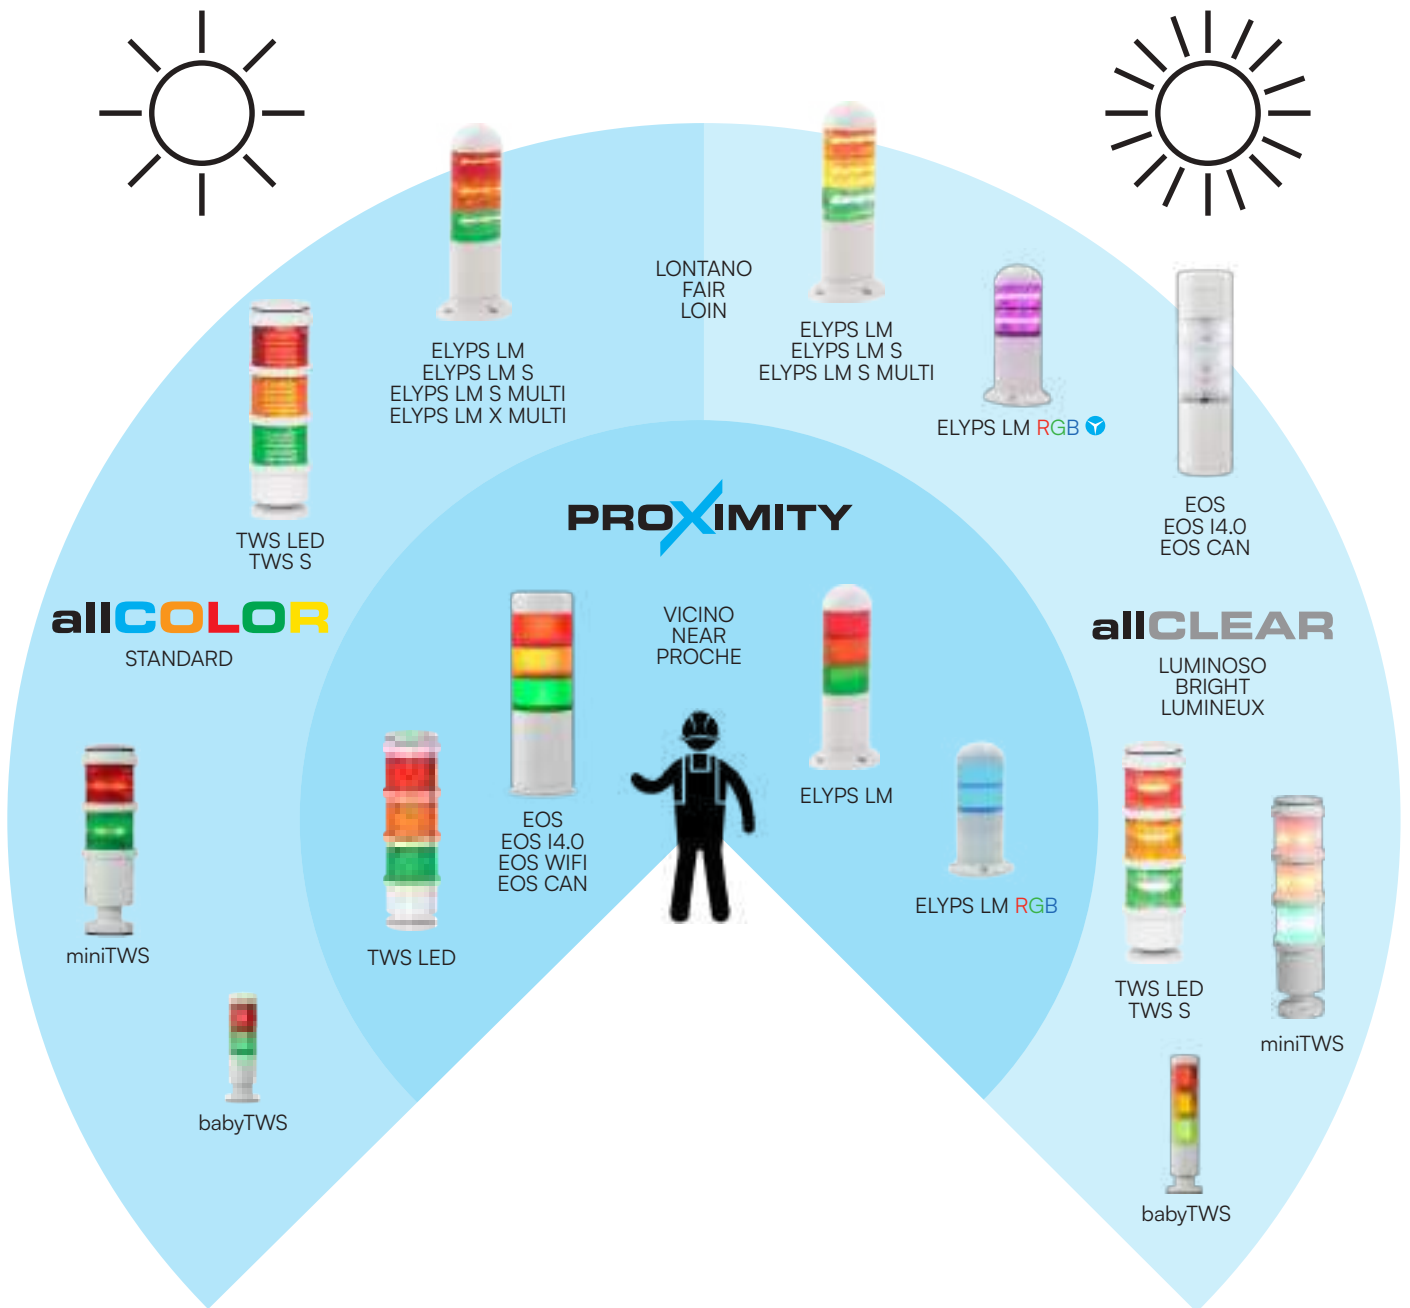 LONTANO
FAIR
LOIN
ELYPS LM
ELYPS LM S
ELYPS LM S MULTI
ELYPS LM X MULTI
ELYPS LM
ELYPS LM S
ELYPS LM S MULTI
ELYPS LM RGB
EOS
EOS I4.0
EOS CAN
TWS LED
TWS S
PROXIMITY
allCOLOR
STANDARD
VICINO
NEAR
PROCHE
allCLEAR
LUMINOSO
BRIGHT
LUMINEUX
EOS
EOS I4.0
EOS WIFI
EOS CAN
ELYPS LM
ELYPS LM RGB
miniTWS
TWS LED
TWS LED
TWS S
miniTWS
babyTWS
babyTWS